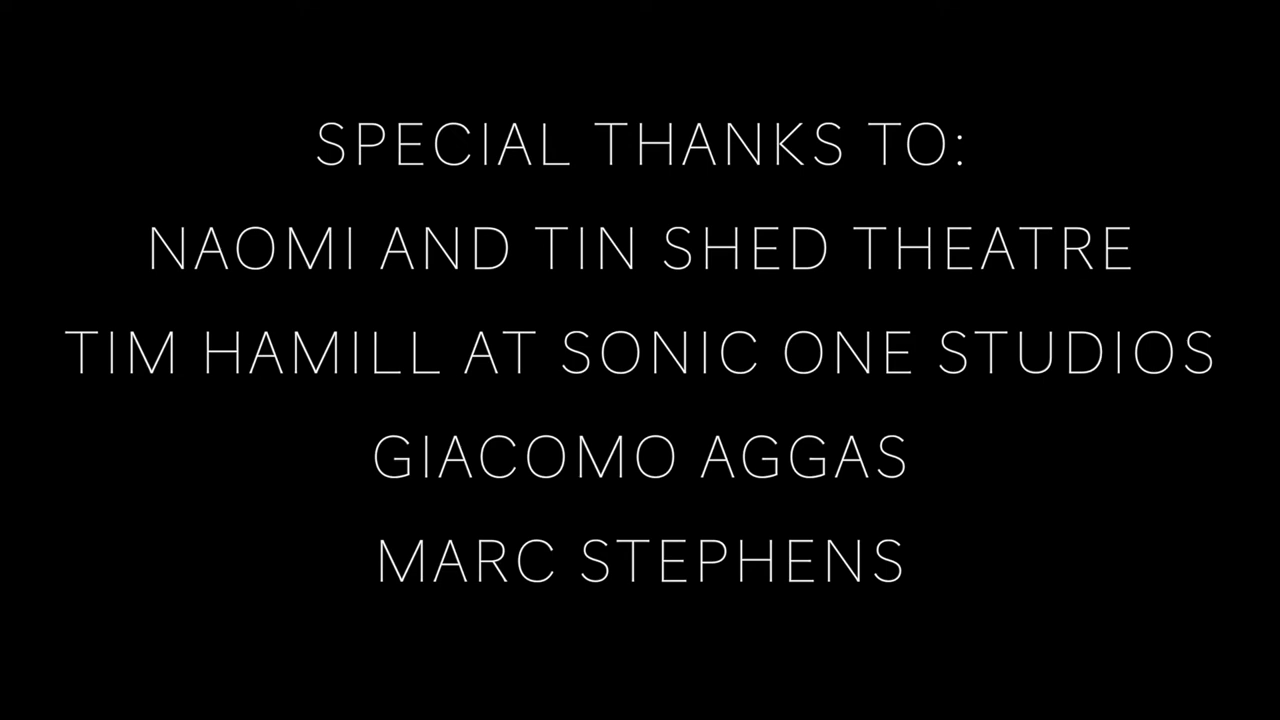 SPECIAL THANKS TO:
NAOMI AND TIN SHED THEATRE
TIM HAMILL AT SONIC ONE STUDIOS
GIACOMO AGGAS
MARC STEPHENS